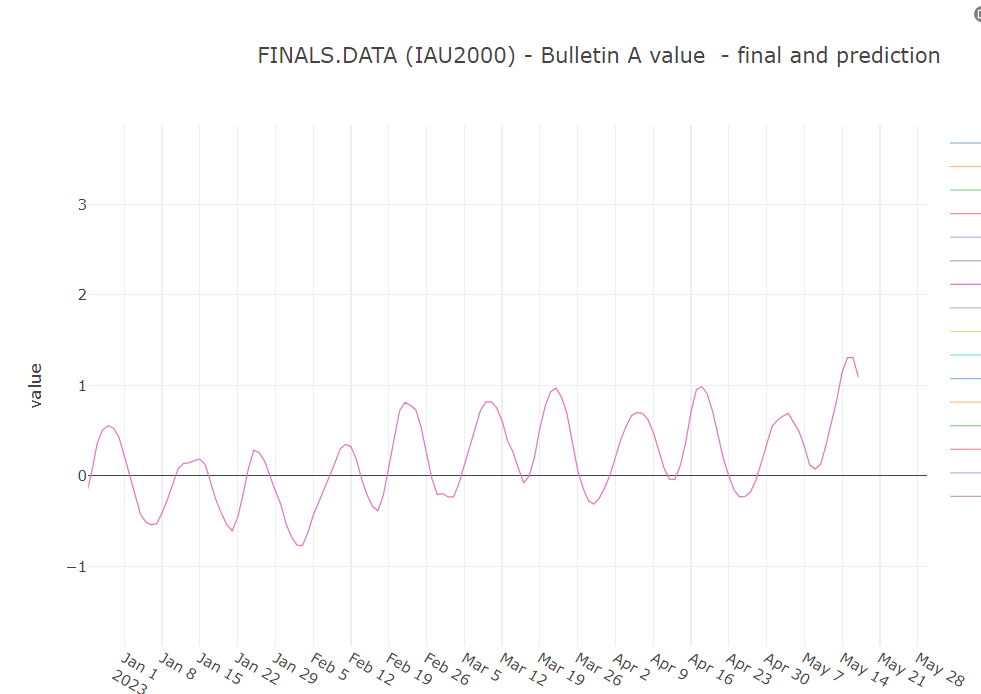 FINALS.DATA (IAU2000) - Bulletin A value  - final and prediction
3
2
1
0
−1
value
Jan 1
2023
Jan 8
Jan 15
Jan 22
Jan 29
Feb 5
Feb 12
Feb 19
Feb 26
Mar 5
Mar 12
Mar 19
Mar 26
Apr 2
Apr 9
Apr 16
Apr 23
Apr 30
May 7
May 14
May 21
May 28